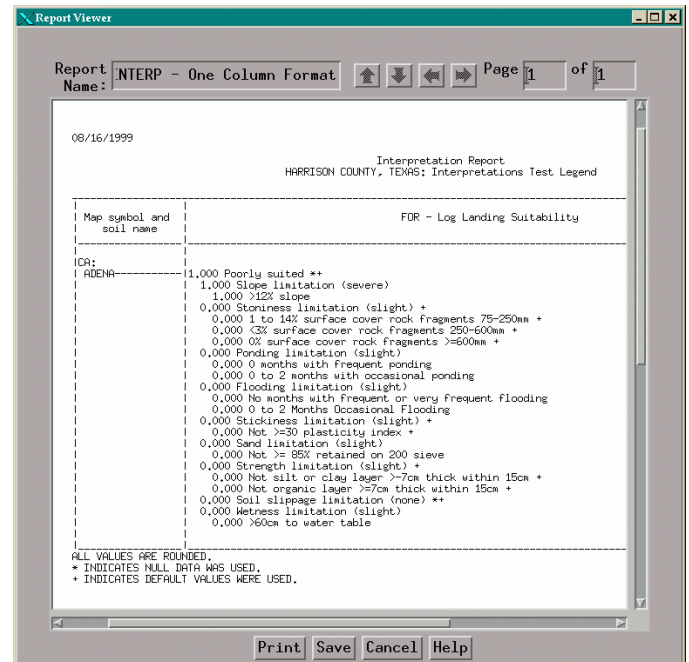 Report Viewer
Report Name: INTERP - One Column Format Page 1 of 1
08/16/1999
Interpretation Report
HARRISON COUNTY, TEXAS: Interpretations Test Legend
Map symbol and soil name
FOR - Log Landing Suitability
CA:
ADENA-----------|1.000 Poorly suited *+
1.000 Slope limitation (severe)
1.000 >12% slope
0.000 Stoniness limitation (slight) +
0.000 1 to 14% surface cover rock fragments 75-250mm +
0.000 <3% surface cover rock fragments 250-600mm +
0.000 0% surface cover rock fragments >=600mm +
0.000 Ponding limitation (slight)
0.000 0 months with frequent ponding
0.000 0 to 2 months with occasional ponding
0.000 Flooding limitation (slight)
0.000 No months with frequent or very frequent flooding
0.000 0 to 2 Months Occasional Flooding
0.000 Stickiness limitation (slight) +
0.000 Not >=30 plasticity index +
0.000 Sand limitation (slight)
0.000 Not >= 85% retained on 200 sieve
0.000 Strength limitation (slight) +
0.000 Not silt or clay layer >-7cm thick within 15cm +
0.000 Not organic layer >=7cm thick within 15cm +
0.000 Soil slippage limitation (none) *+
0.000 Wetness limitation (slight)
0.000 >60cm to water table
ALL VALUES ARE ROUNDED.
* INDICATES NULL DATA WAS USED.
+ INDICATES DEFAULT VALUES WERE USED.
Print Save Cancel Help